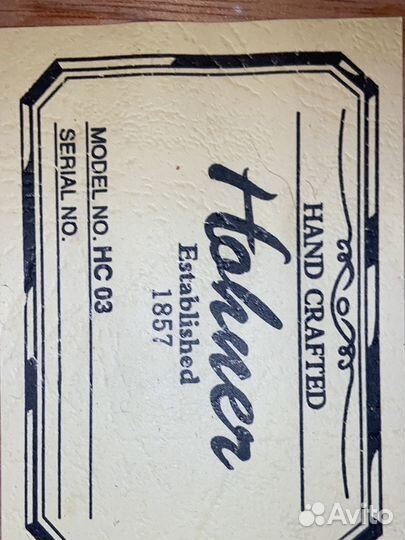 HAND CRAFTED
Hohner
Established
1857
MODEL NO. HC 03
SERIAL NO.
Avito